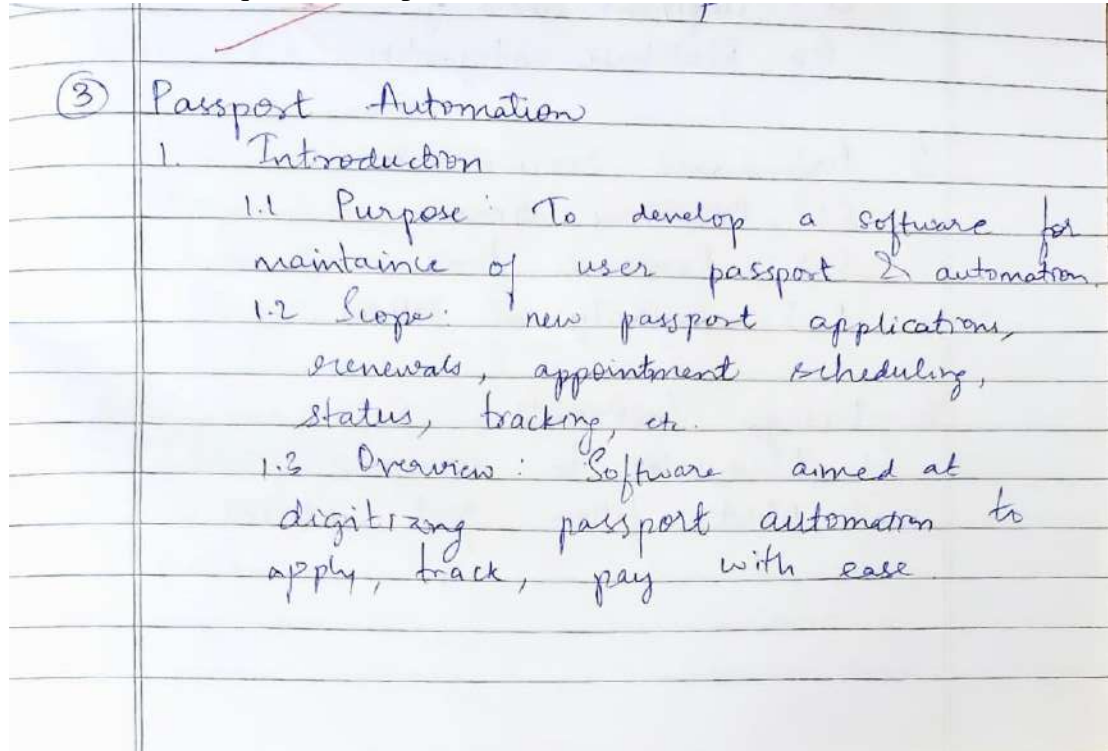 ③ Passport Automation
1. Introduction
1.1 Purpose: To develop a software for
maintaince of user passport & automation.
1.2 Scope: new passport applications,
renewals, appointment scheduling,
status, tracking, etc.
1.3 Overview: Software aimed at
digitizing passport automation to
apply, track, pay with ease.